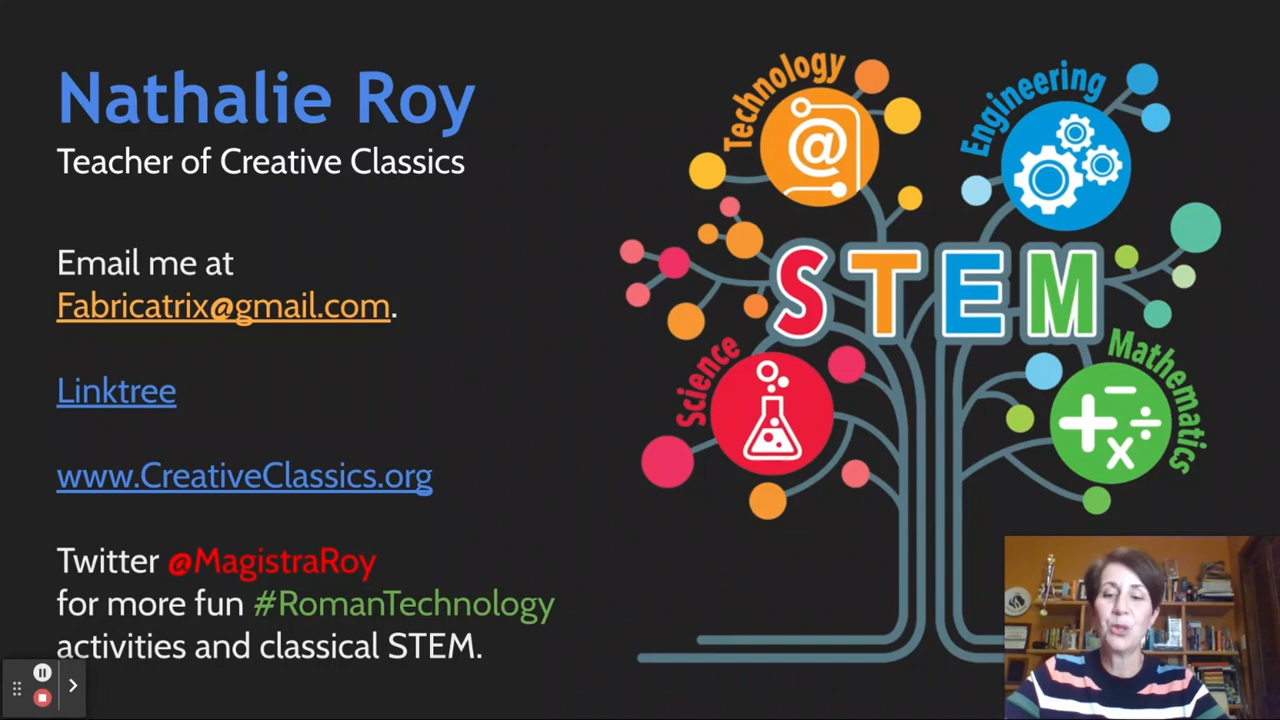 Nathalie Roy
Teacher of Creative Classics
Email me at
Fabricatrix@gmail.com.
Linktree
www.CreativeClassics.org
Twitter @MagistraRoy
for more fun #RomanTechnology
activities and classical STEM.
Technology
@
Engineering
STEM
Science
Mathematics